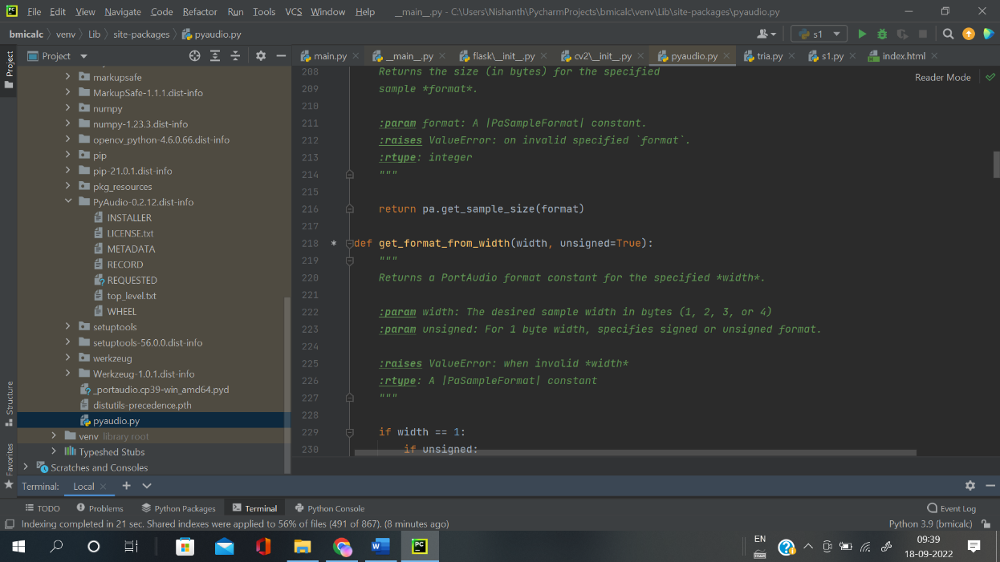 File Edit View Navigate Code Refactor Run Tools VCS Window Help __main__.py - C:\Users\Nishanth\PycharmProjects\bmicalc\venv\Lib\site-packages\pyaudio.py
bmicalc venv Lib site-packages pyaudio.py s1
Project
Project
main.py __main__.py flask\__init__.py cv2\__init__.py pyaudio.py tria.py s1.py index.html
Reader Mode
markupsafe
MarkupSafe-1.1.1.dist-info
numpy
numpy-1.23.3.dist-info
opencv_python-4.6.0.66.dist-info
pip
pip-21.0.1.dist-info
pkg_resources
PyAudio-0.2.12.dist-info
INSTALLER
LICENSE.txt
METADATA
RECORD
REQUESTED
top_level.txt
WHEEL
setuptools
setuptools-56.0.0.dist-info
werkzeug
Werkzeug-1.0.1.dist-info
_portaudio.cp39-win_amd64.pyd
distutils-precedence.pth
pyaudio.py
venv library root
Typeshed Stubs
Scratches and Consoles
Structure
Favorites
208 Returns the size (in bytes) for the specified
209 sample *format*.
210
211 :param format: A |PaSampleFormat| constant.
212 :raises ValueError: on invalid specified `format`.
213 :rtype: integer
214 """
215
216 return pa.get_sample_size(format)
217
218 * def get_format_from_width(width, unsigned=True):
219 """
220 Returns a PortAudio format constant for the specified *width*.
221
222 :param width: The desired sample width in bytes (1, 2, 3, or 4)
223 :param unsigned: For 1 byte width, specifies signed or unsigned format.
224
225 :raises ValueError: when invalid *width*
226 :rtype: A |PaSampleFormat| constant
227 """
228
229 if width == 1:
230 if unsigned:
Terminal: Local
TODO Problems Python Packages Terminal Python Console Event Log
Indexing completed in 21 sec. Shared indexes were applied to 56% of files (491 of 867). (8 minutes ago) Python 3.9 (bmicalc)
EN
09:39
18-09-2022